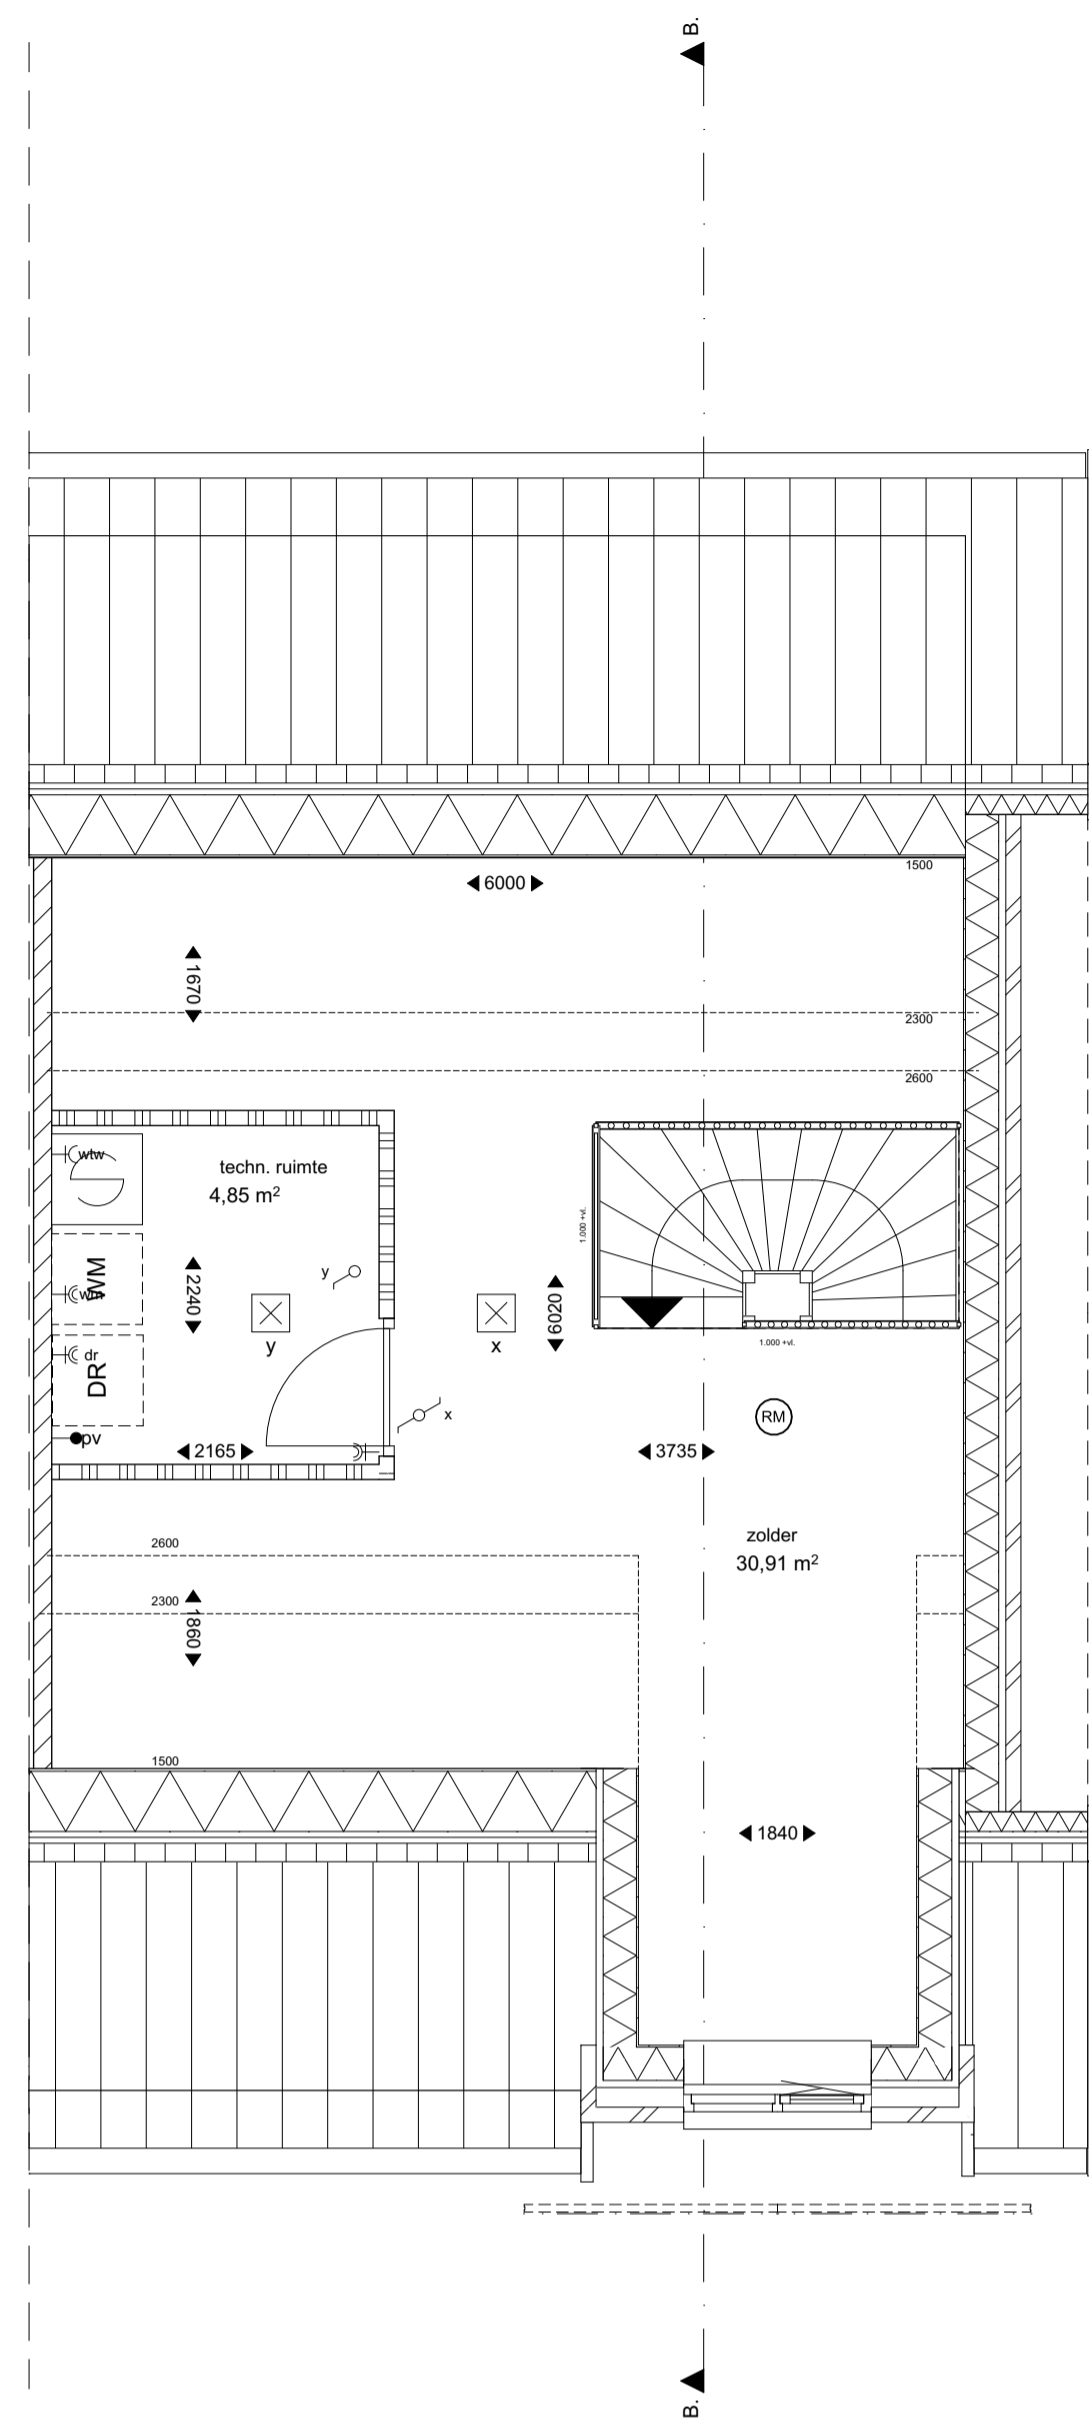 B.
6000
1500
1670
2300
2600
wtw
techn. ruimte
4,85 m²
1.000 +vl.
WM
wm
2240
y
y
x
6020
1.000 +vl.
dr
DR
x
RM
pv
2165
3735
2600
zolder
30,91 m²
2300
1860
1500
1840
B.